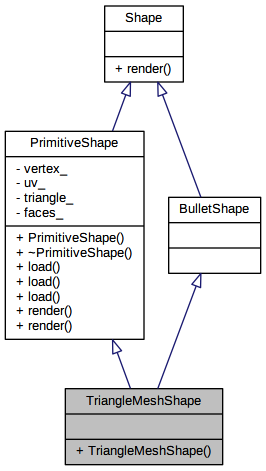 Shape
+ render()
PrimitiveShape
- vertex_
- uv_
- triangle_
- faces_
+ PrimitiveShape()
+ ~PrimitiveShape()
+ load()
+ load()
+ load()
+ render()
+ render()
BulletShape
TriangleMeshShape
+ TriangleMeshShape()